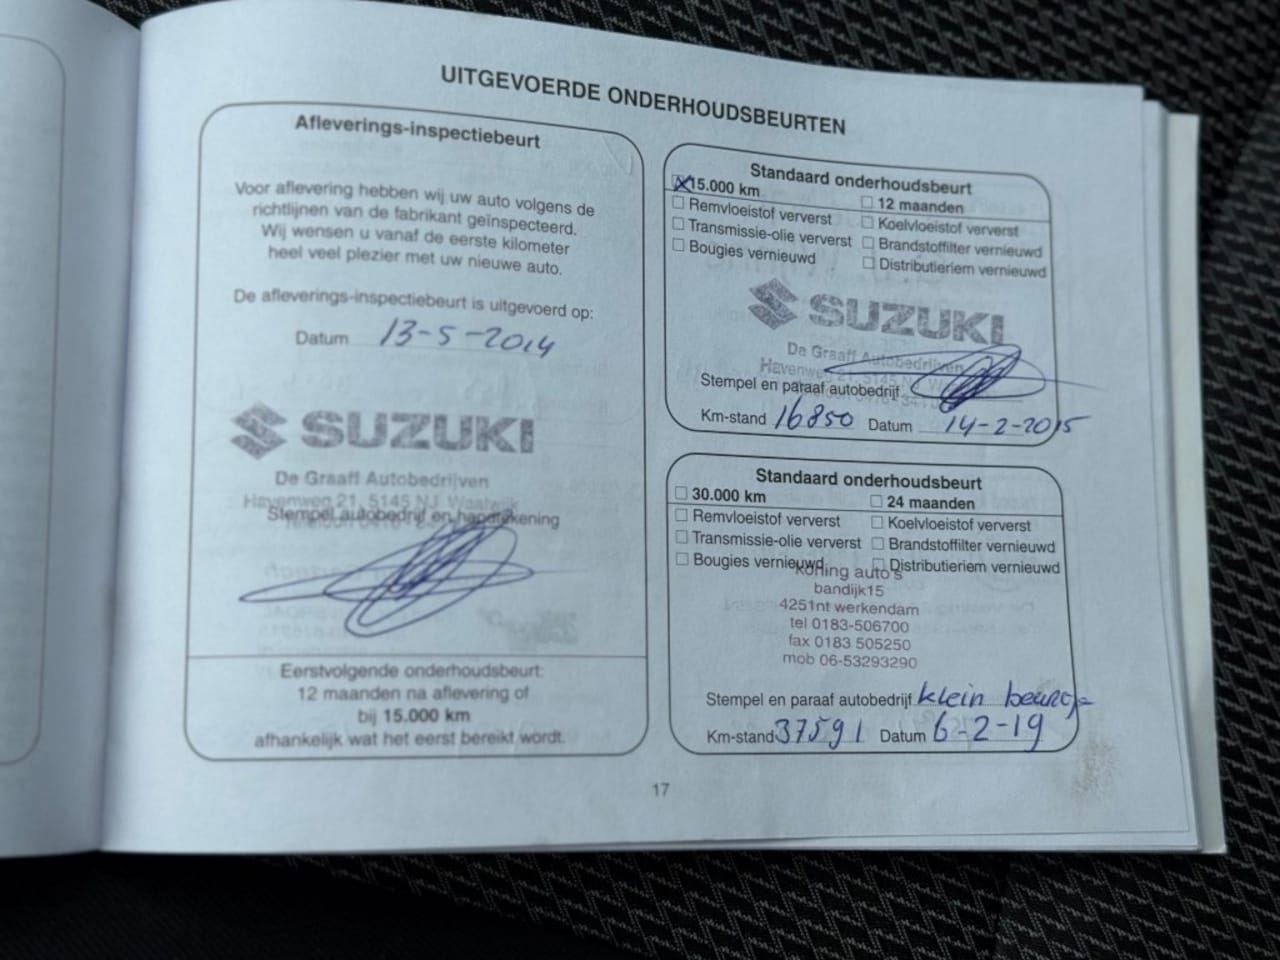 UITGEVOERDE ONDERHOUDSBEURTEN
Afleverings-inspectiebeurt
Voor aflevering hebben wij uw auto volgens de
richtlijnen van de fabrikant geïnspecteerd.
Wij wensen u vanaf de eerste kilometer
heel veel plezier met uw nieuwe auto.
De afleverings-inspectiebeurt is uitgevoerd op:
Datum 13-5-2014
SUZUKI
De Graaff Autobedrijven
Havenweg 21, 5145 NJ Waalwijk
Stempel autobedrijf en handtekening
Eerstvolgende onderhoudsbeurt:
12 maanden na aflevering of
bij 15.000 km
afhankelijk wat het eerst bereikt wordt.
Standaard onderhoudsbeurt
☒ 15.000 km ☐ 12 maanden
☐ Remvloeistof ververst ☐ Koelvloeistof ververst
☐ Transmissie-olie ververst ☐ Brandstoffilter vernieuwd
☐ Bougies vernieuwd ☐ Distributieriem vernieuwd
SUZUKI
De Graaff Autobedrijven
Havenweg 21, 5145 NJ
Stempel en paraaf autobedrijf
Km-stand 16850 Datum 14-2-2015
Standaard onderhoudsbeurt
☐ 30.000 km ☐ 24 maanden
☐ Remvloeistof ververst ☐ Koelvloeistof ververst
☐ Transmissie-olie ververst ☐ Brandstoffilter vernieuwd
☐ Bougies vernieuwd ☐ Distributieriem vernieuwd
Koning auto's
bandijk15
4251nt werkendam
tel 0183-506700
fax 0183 505250
mob 06-53293290
Stempel en paraaf autobedrijf klein beurt
Km-stand 37591 Datum 6-2-19
17